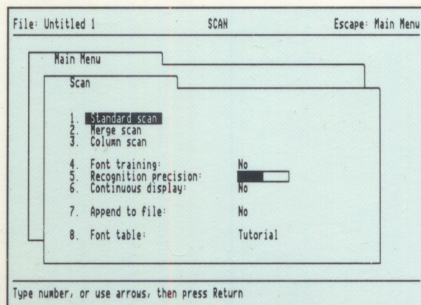 File: Untitled 1 SCAN Escape: Main Menu
Main Menu
Scan
1. Standard scan
2. Merge scan
3. Column scan
4. Font training: No
5. Recognition precision:
6. Continuous display: No
7. Append to file: No
8. Font table: Tutorial
Type number, or use arrows, then press Return